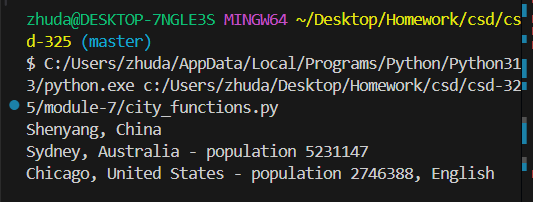 zhuda@DESKTOP-7NGLE3S MINGW64 ~/Desktop/Homework/csd/cs
d-325 (master)
$ C:/Users/zhuda/AppData/Local/Programs/Python/Python31
3/python.exe c:/Users/zhuda/Desktop/Homework/csd/csd-32
5/module-7/city_functions.py
Shenyang, China
Sydney, Australia - population 5231147
Chicago, United States - population 2746388, English